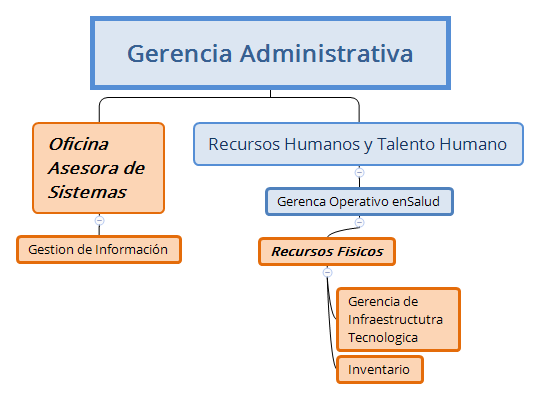 Gerencia Administrativa
Oficina
Asesora de
Sistemas
Recursos Humanos y Talento Humano
Gestion de Información
Gerenca Operativo enSalud
Recursos Físicos
Gerencia de
Infraestructutra
Tecnologica
Inventario